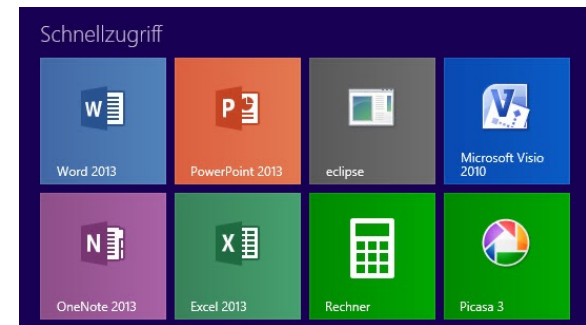 Schnellzugriff
Word 2013
PowerPoint 2013
eclipse
Microsoft Visio
2010
OneNote 2013
Excel 2013
Rechner
Picasa 3